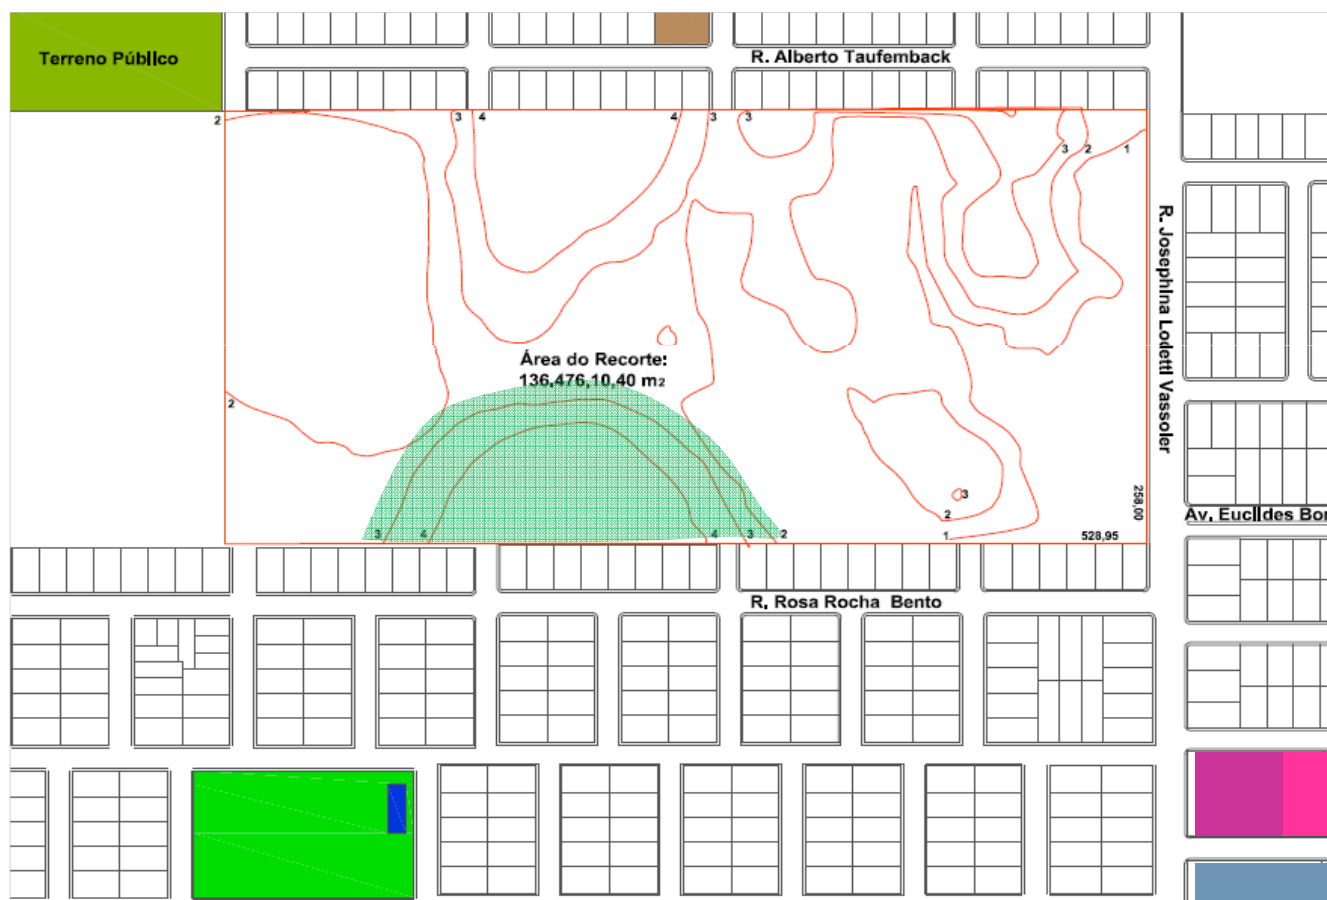 Terreno Público
R. Alberto Taufemback
2
3
4
4
3
3
3
2
1
R. Josephina Lodetti Vassoler
Área do Recorte:
136,476,10,40 m2
2
3
2
258,00
Av. Euclides Bor
3
4
4
3
2
1
528,95
R. Rosa Rocha Bento